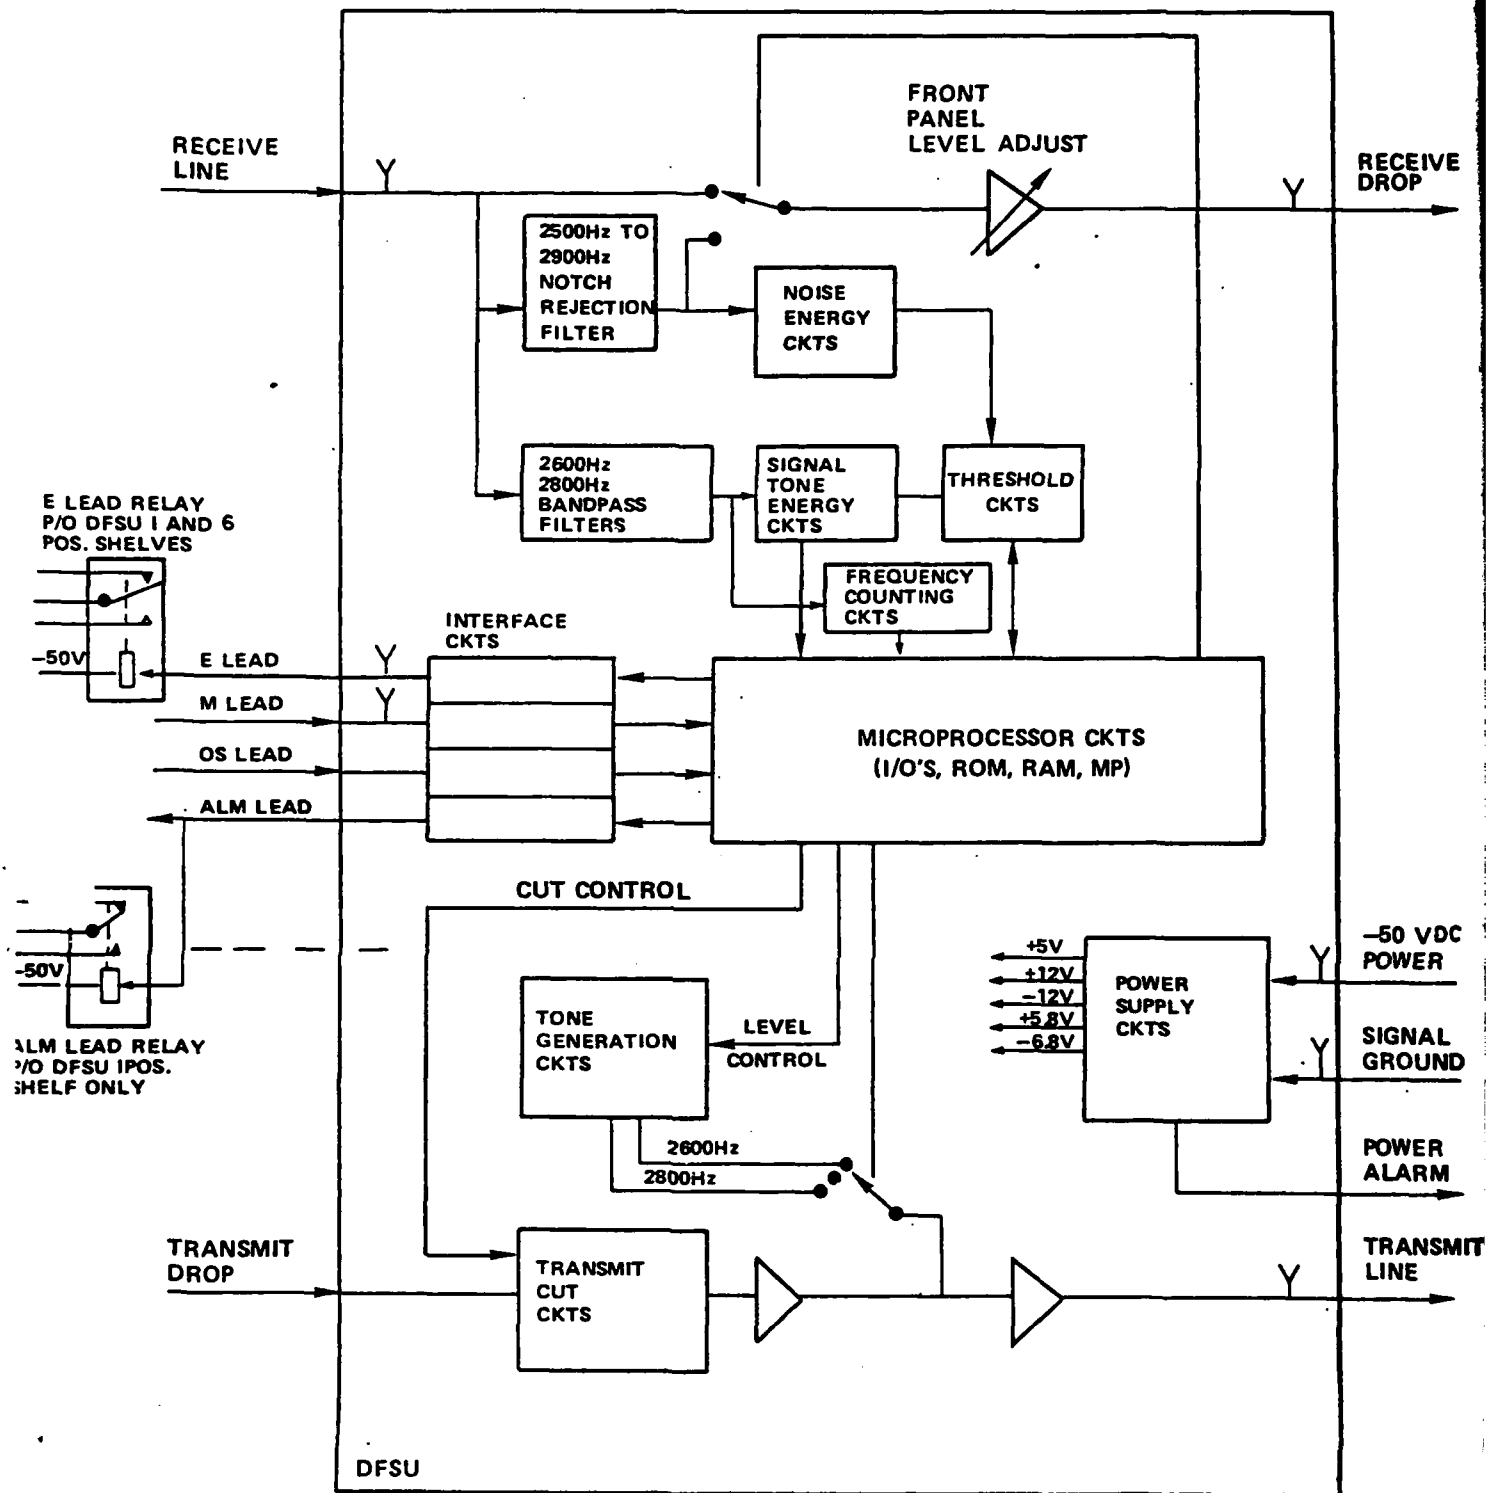 FRONT
PANEL
LEVEL ADJUST
RECEIVE
LINE
RECEIVE
DROP
2500Hz TO
2900Hz
NOTCH
REJECTION
FILTER
NOISE
ENERGY
CKTS
2600Hz
2800Hz
BANDPASS
FILTERS
SIGNAL
TONE
ENERGY
CKTS
THRESHOLD
CKTS
FREQUENCY
COUNTING
CKTS
E LEAD RELAY
P/O DFSU I AND 6
POS. SHELVES
-50V
INTERFACE
CKTS
E LEAD
M LEAD
OS LEAD
ALM LEAD
MICROPROCESSOR CKTS
(I/O'S, ROM, RAM, MP)
CUT CONTROL
-50V
ALM LEAD RELAY
P/O DFSU IPOS.
SHELF ONLY
TONE
GENERATION
CKTS
LEVEL
CONTROL
+5V
+12V
-12V
+5.8V
-6.8V
POWER
SUPPLY
CKTS
-50 VDC
POWER
SIGNAL
GROUND
POWER
ALARM
2600Hz
2800Hz
TRANSMIT
DROP
TRANSMIT
CUT
CKTS
TRANSMIT
LINE
DFSU